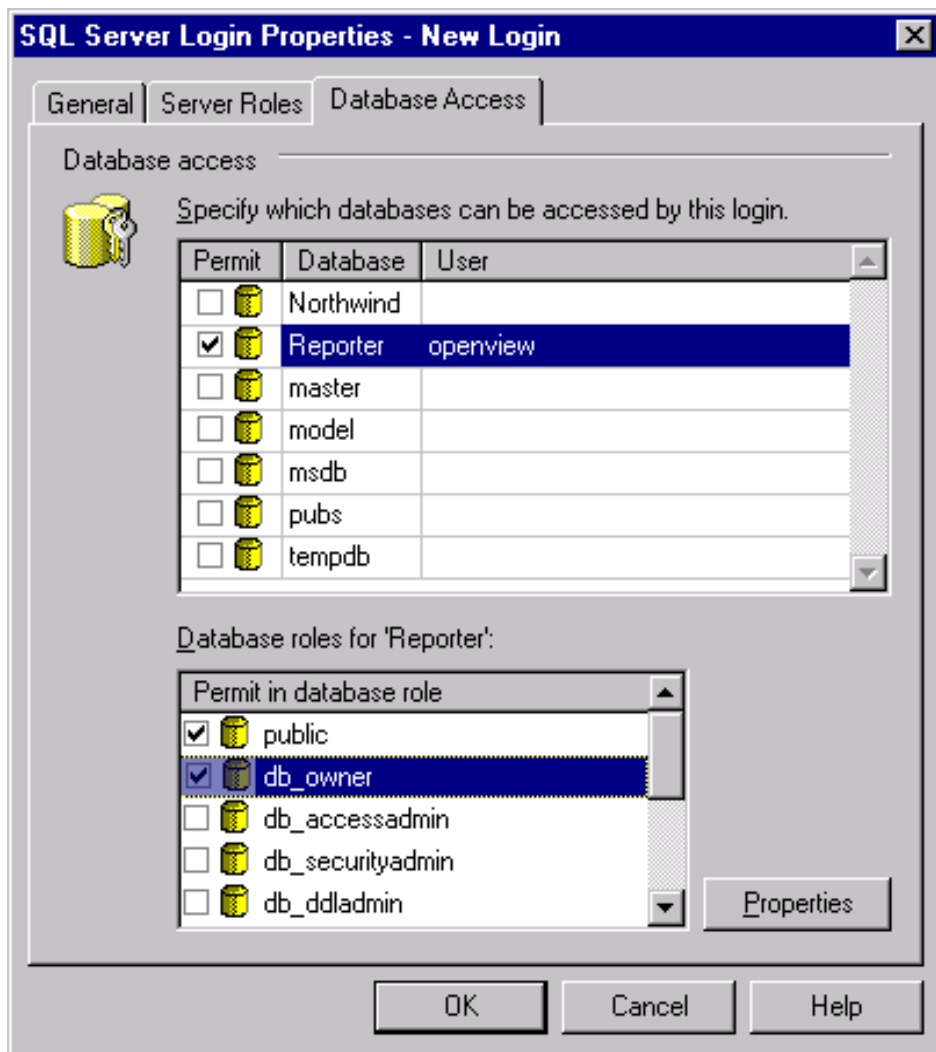 SQL Server Login Properties - New Login
General Server Roles Database Access
Database access
Specify which databases can be accessed by this login.
Permit Database User
Northwind
Reporter openview
master
model
msdb
pubs
tempdb
Database roles for 'Reporter':
Permit in database role
public
db_owner
db_accessadmin
db_securityadmin
db_ddladmin
Properties
OK Cancel Help